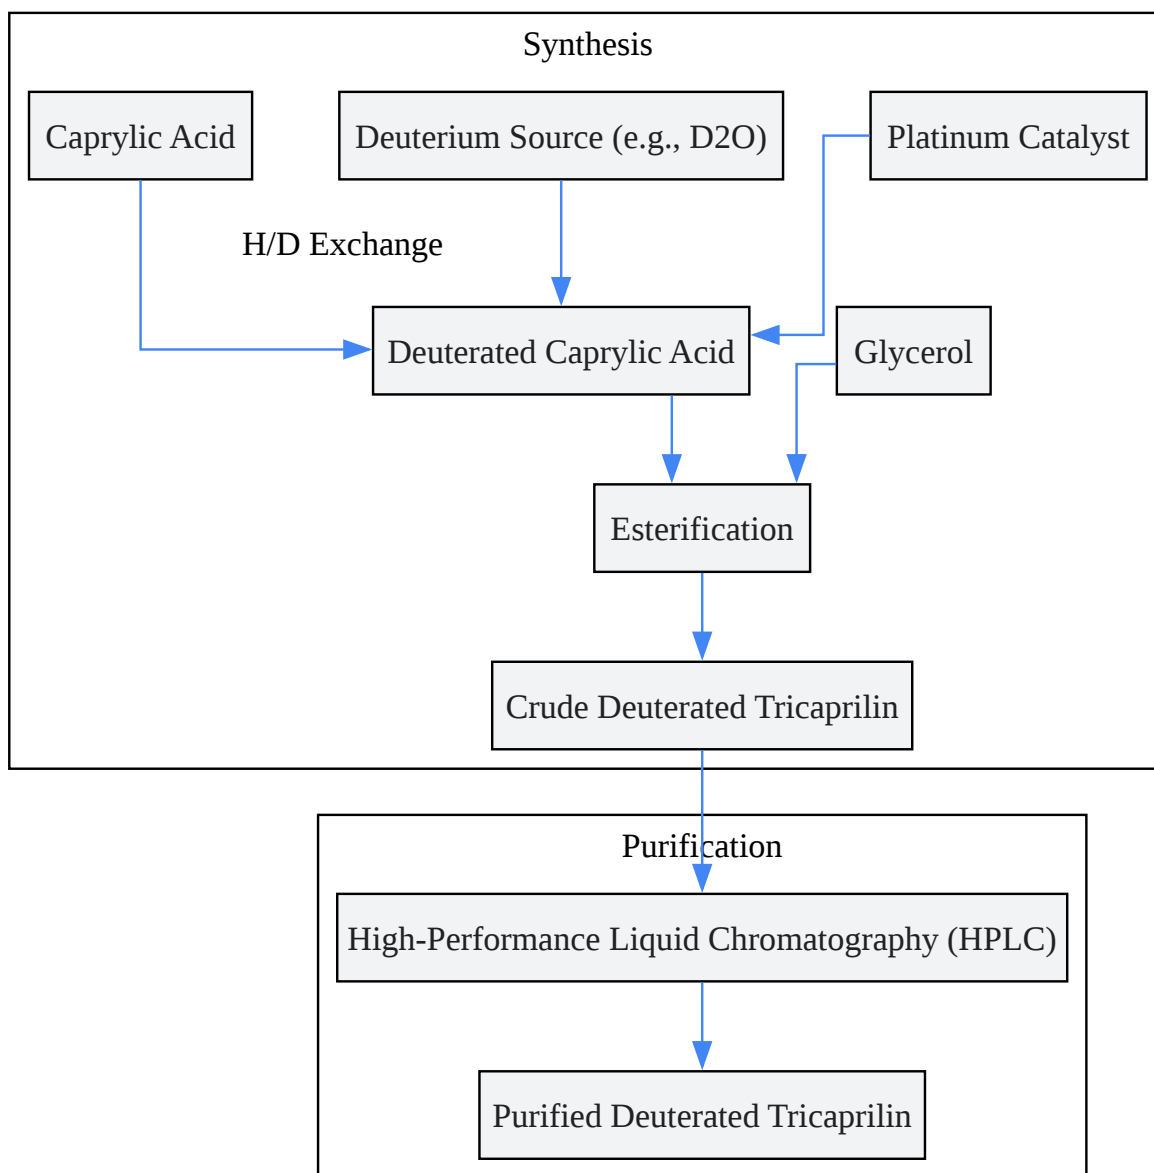 Synthesis
Caprylic Acid
Deuterium Source (e.g., D2O)
Platinum Catalyst
H/D Exchange
Deuterated Caprylic Acid
Glycerol
Esterification
Crude Deuterated Tricaprilin
Purification
High-Performance Liquid Chromatography (HPLC)
Purified Deuterated Tricaprilin